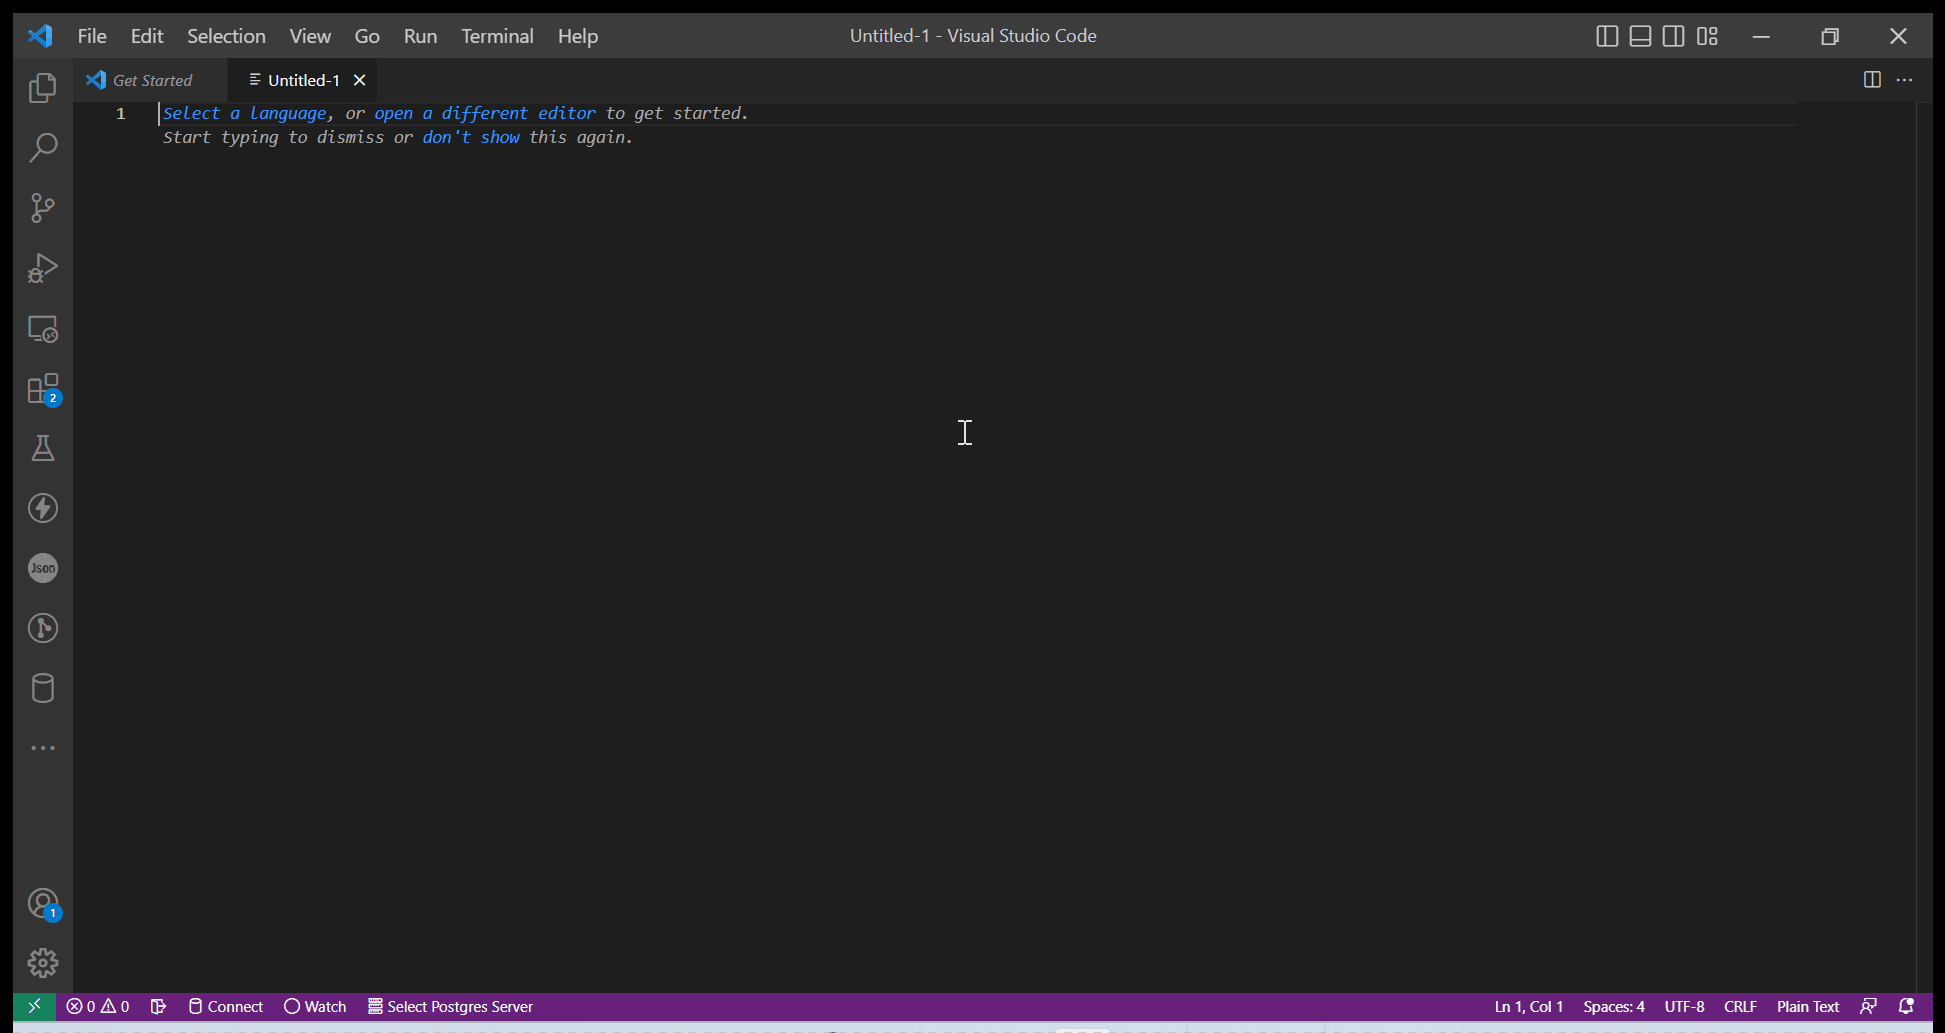 File Edit Selection View Go Run Terminal Help Untitled-1 - Visual Studio Code
Get Started Untitled-1
1 Select a language, or open a different editor to get started.
Start typing to dismiss or don't show this again.
2
Json
1
0 0 Connect Watch Select Postgres Server Ln 1, Col 1 Spaces: 4 UTF-8 CRLF Plain Text